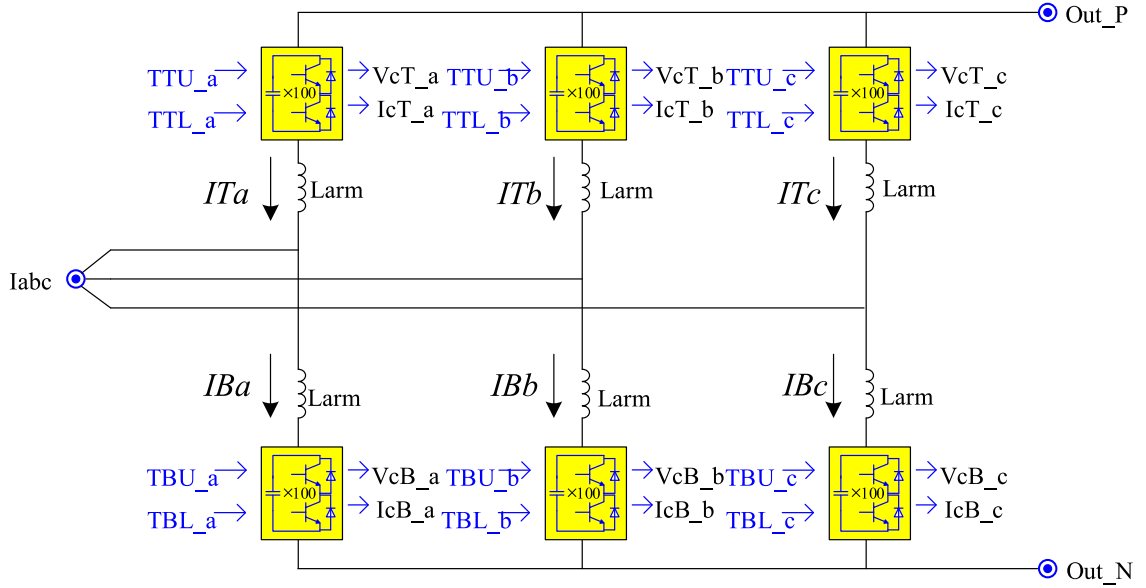 Out_P
TTU_a ×100 VcT_a TTU_b ×100 VcT_b TTU_c ×100 VcT_c
TTL_a IcT_a TTL_b IcT_b TTL_c IcT_c
ITa Larm ITb Larm ITc Larm
Iabc
IBa Larm IBb Larm IBc Larm
TBU_a ×100 VcB_a TBU_b ×100 VcB_b TBU_c ×100 VcB_c
TBL_a IcB_a TBL_b IcB_b TBL_c IcB_c
Out_N